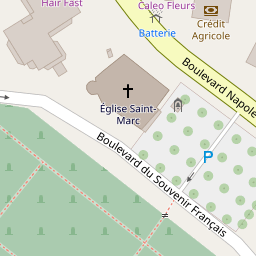 Hair Fast
Caleo Fleurs
Batterie
Crédit
Agricole
Boulevard Napole
Église Saint-
Marc
P
Boulevard du Souvenir Français